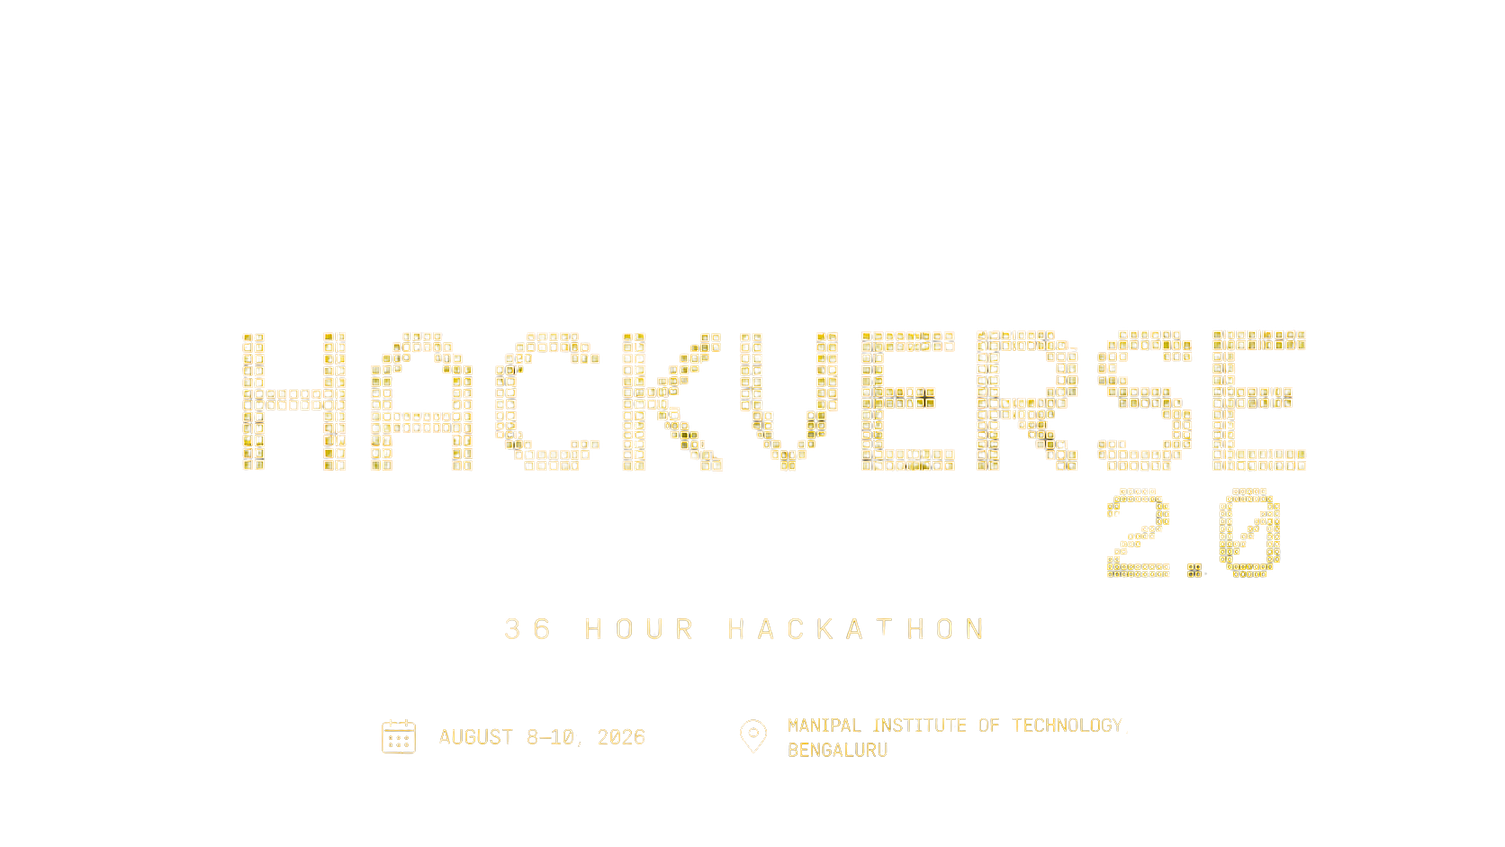 HACKVERSE
2.0
36 HOUR HACKATHON
AUGUST 8–10, 2026
MANIPAL INSTITUTE OF TECHNOLOGY,
BENGALURU